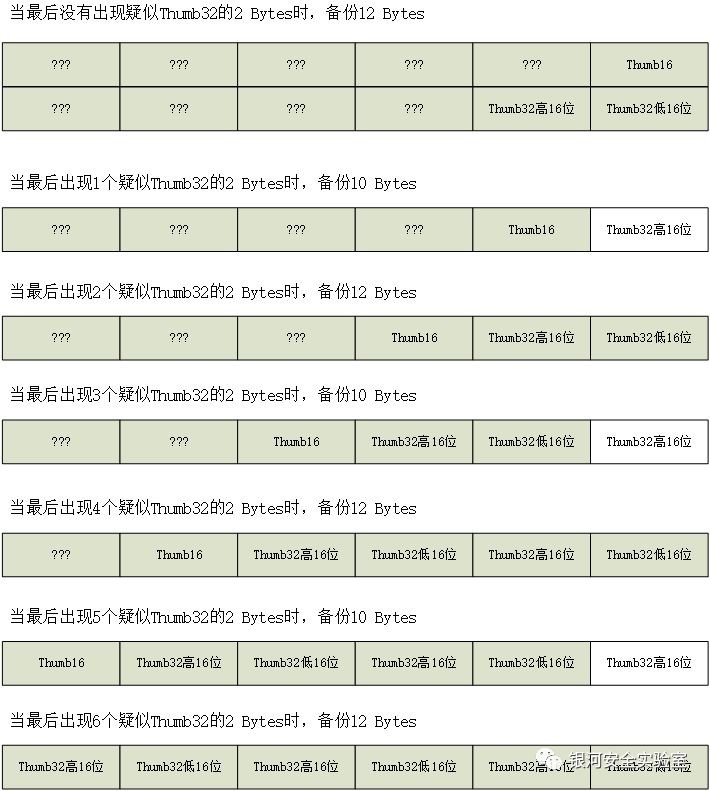 当最后没有出现疑似Thumb32的2 Bytes时，备份12 Bytes
??? ??? ??? ??? ??? Thumb16
??? ??? ??? ??? Thumb32高16位 Thumb32低16位
当最后出现1个疑似Thumb32的2 Bytes时，备份10 Bytes
??? ??? ??? ??? Thumb16 Thumb32高16位
当最后出现2个疑似Thumb32的2 Bytes时，备份12 Bytes
??? ??? ??? Thumb16 Thumb32高16位 Thumb32低16位
当最后出现3个疑似Thumb32的2 Bytes时，备份10 Bytes
??? ??? Thumb16 Thumb32高16位 Thumb32低16位 Thumb32高16位
当最后出现4个疑似Thumb32的2 Bytes时，备份12 Bytes
??? Thumb16 Thumb32高16位 Thumb32低16位 Thumb32高16位 Thumb32低16位
当最后出现5个疑似Thumb32的2 Bytes时，备份10 Bytes
Thumb16 Thumb32高16位 Thumb32低16位 Thumb32高16位 Thumb32低16位 Thumb32高16位
当最后出现6个疑似Thumb32的2 Bytes时，备份12 Bytes
Thumb32高16位 Thumb32低16位 Thumb32高16位 Thumb32低16位 Thumb32高16位 Thumb32低16位
银河安全实验室